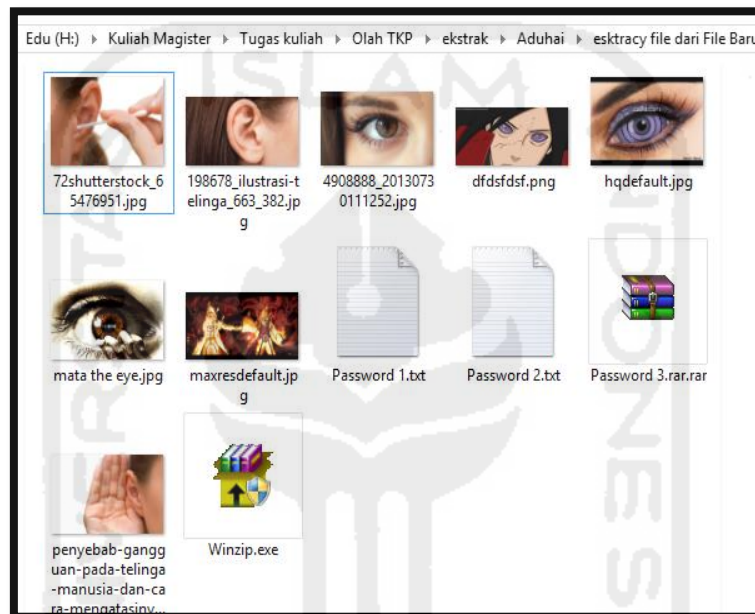 Edu (H:) ▸ Kuliah Magister ▸ Tugas kuliah ▸ Olah TKP ▸ ekstrak ▸ Aduhai ▸ esktracy file dari File Baru
72shutterstock_6
5476951.jpg
198678_ilustrasi-t
elinga_663_382.jp
g
4908888_2013073
0111252.jpg
dfdsfdsf.png
hqdefault.jpg
mata the eye.jpg
maxresdefault.jp
g
Password 1.txt
Password 2.txt
Password 3.rar.rar
penyebab-gangg
uan-pada-telinga
-manusia-dan-ca
ra-mengatasiny...
Winzip.exe
ISLAM